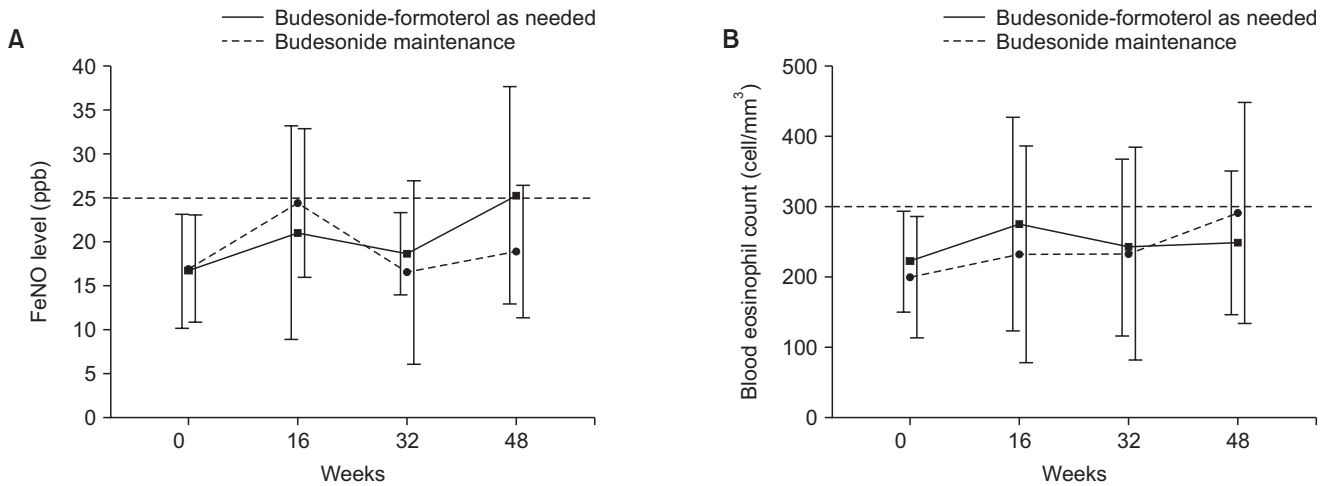 A
Budesonide-formoterol as needed
Budesonide maintenance
40
35
30
25
20
15
10
5
0
FeNO level (ppb)
0 16 32 48
Weeks
B
Budesonide-formoterol as needed
Budesonide maintenance
500
400
300
200
100
0
Blood eosinophil count (cell/mm³)
0 16 32 48
Weeks